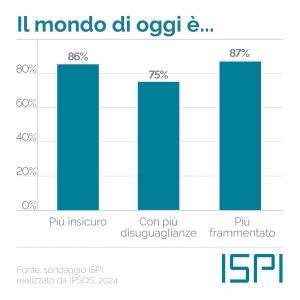 Il mondo di oggi è...
86%
75%
87%
80%
60%
40%
20%
0%
Più insicuro
Con più
disuguaglianze
Più
frammentato
Fonte: sondaggio ISPI
realizzato da IPSOS, 2024
ISPI